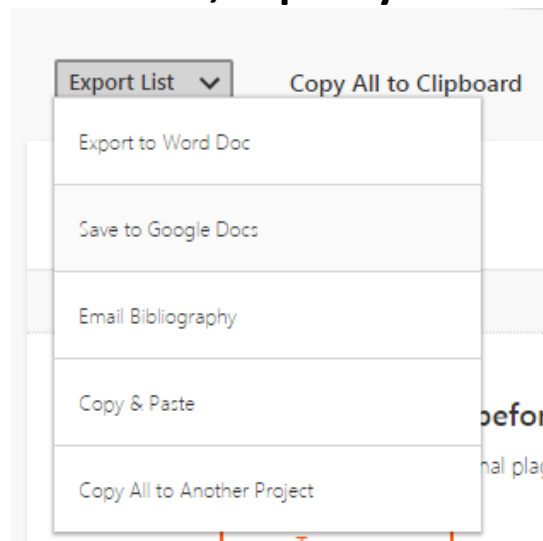 Export List
Copy All to Clipboard
Export to Word Doc
Save to Google Docs
Email Bibliography
Copy & Paste
Copy All to Another Project